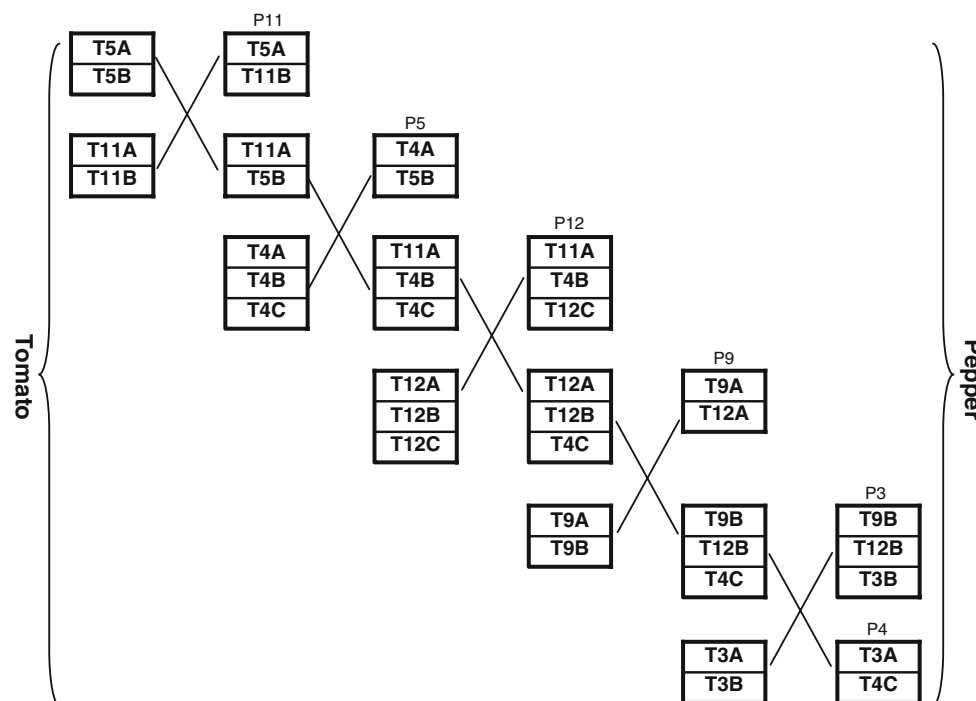 P11
T5A
T5B
T5A
T11B
P5
T11A
T11B
T11A
T5B
T4A
T5B
P12
T4A
T4B
T4C
T11A
T4B
T4C
T11A
T4B
T12C
Tomato
Pepper
P9
T12A
T12B
T12C
T12A
T12B
T4C
T9A
T12A
P3
T9A
T9B
T9B
T12B
T4C
T9B
T12B
T3B
P4
T3A
T3B
T3A
T4C